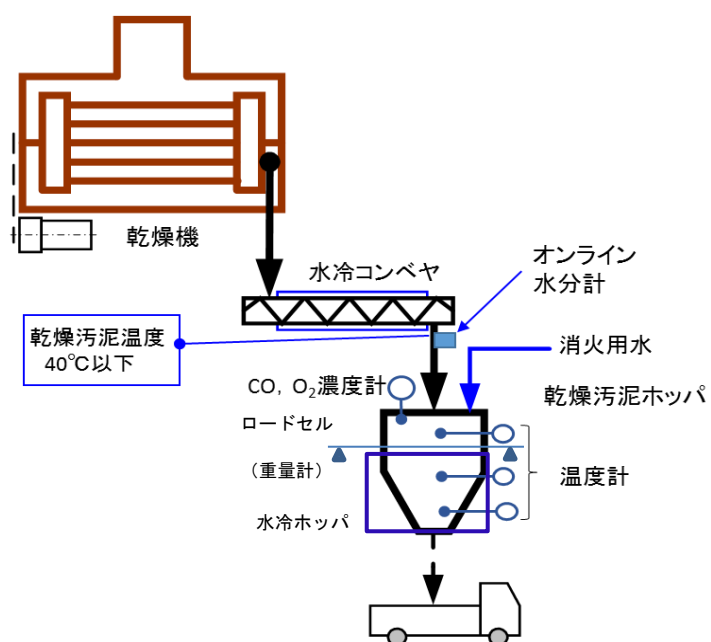 乾燥機
水冷コンベヤ
オンライン
水分計
乾燥汚泥温度
40℃以下
消火用水
CO, O₂濃度計
乾燥汚泥ホッパ
ロードセル
(重量計)
温度計
水冷ホッパ